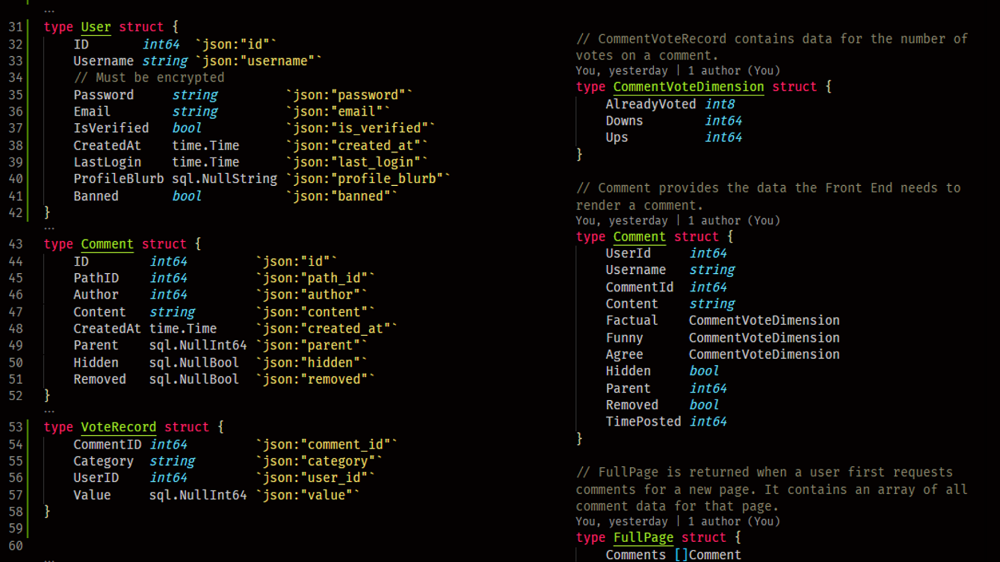 ...
31 type User struct {
32 ID int64 `json:"id"`
33 Username string `json:"username"`
34 // Must be encrypted
35 Password string `json:"password"`
36 Email string `json:"email"`
37 IsVerified bool `json:"is_verified"`
38 CreatedAt time.Time `json:"created_at"`
39 LastLogin time.Time `json:"last_login"`
40 ProfileBlurb sql.NullString `json:"profile_blurb"`
41 Banned bool `json:"banned"`
42 }
...
43 type Comment struct {
44 ID int64 `json:"id"`
45 PathID int64 `json:"path_id"`
46 Author int64 `json:"author"`
47 Content string `json:"content"`
48 CreatedAt time.Time `json:"created_at"`
49 Parent sql.NullInt64 `json:"parent"`
50 Hidden sql.NullBool `json:"hidden"`
51 Removed sql.NullBool `json:"removed"`
52 }
...
53 type VoteRecord struct {
54 CommentID int64 `json:"comment_id"`
55 Category string `json:"category"`
56 UserID int64 `json:"user_id"`
57 Value sql.NullInt64 `json:"value"`
58 }
59
60
...
// CommentVoteRecord contains data for the number of
votes on a comment.
You, yesterday | 1 author (You)
type CommentVoteDimension struct {
AlreadyVoted int8
Downs int64
Ups int64
}
// Comment provides the data the Front End needs to
render a comment.
You, yesterday | 1 author (You)
type Comment struct {
UserId int64
Username string
CommentId int64
Content string
Factual CommentVoteDimension
Funny CommentVoteDimension
Agree CommentVoteDimension
Hidden bool
Parent int64
Removed bool
TimePosted int64
}
// FullPage is returned when a user first requests
comments for a new page. It contains an array of all
comment data for that page.
You, yesterday | 1 author (You)
type FullPage struct {
Comments []Comment